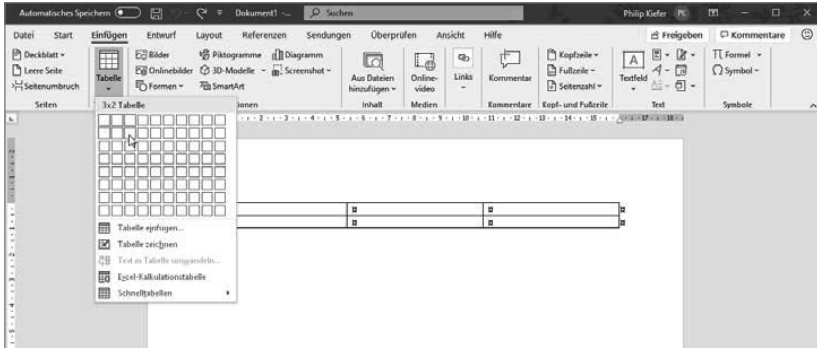 Automatisches Speichern Dokument1 - Suchen Philip Kiefer PK
Datei Start Einfügen Entwurf Layout Referenzen Sendungen Überprüfen Ansicht Hilfe Freigeben Kommentare
Deckblatt
Leere Seite
Seitenumbruch
Seiten
Tabelle
Bilder
Onlinebilder
Formen
Piktogramme
3D-Modelle
SmartArt
Diagramm
Screenshot
ionen
Aus Dateien
hinzufügen
Inhalt
Online-
video
Medien
Links
Kommentar
Kommentare
Kopfzeile
Fußzeile
Seitenzahl
Kopf- und Fußzeile
Textfeld
Text
Formel
Symbol
Symbole
3x2 Tabelle
Tabelle einfügen...
Tabelle zeichnen
Text in Tabelle umwandeln...
Excel-Kalkulationstabelle
Schnelltabellen